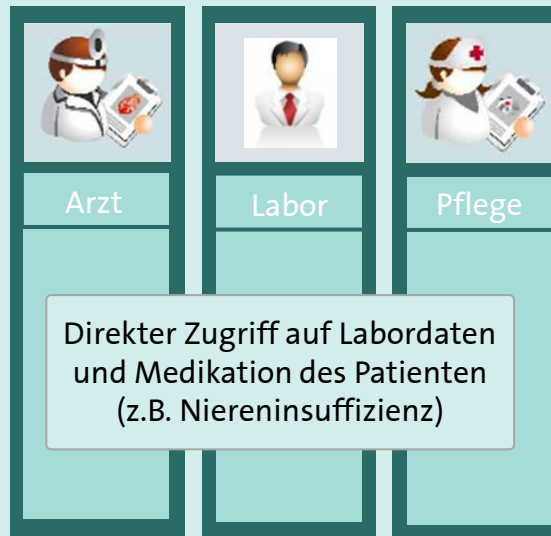 Arzt
Labor
Pflege
Direkter Zugriff auf Labordaten
und Medikation des Patienten
(z.B. Niereninsuffizienz)